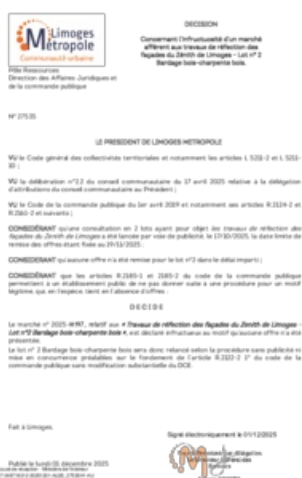 Limoges
Métropole
Communauté urbaine
DECISION
Concernant l'infructuosité d'un marché
afférent aux travaux de réfection des
façades du Zénith de Limoges - Lot n° 2
Bardage bois-charpente bois.
Pôle Ressources
Direction des Affaires Juridiques et
de la commande publique
N° 27535
LE PRESIDENT DE LIMOGES METROPOLE
VU le Code général des collectivités territoriales et notamment les articles L 5211-2 et L 5211-
10 ;
VU la délibération n°2.2 du conseil communautaire du 17 avril 2025 relative à la délégation
d'attributions du conseil communautaire au Président ;
VU le Code de la commande publique du 1er avril 2019 et notamment ses articles R.2124-2 et
R.2161-2 et suivants ;
CONSIDÉRANT qu'une consultation en 2 lots ayant pour objet les travaux de réfection des
façades du Zénith de Limoges a été lancée par voie de publicité, le 17/10/2025, la date limite de
remise des offres étant fixée au 19/11/2025.
CONSIDÉRANT qu'aucune offre n'a été remise pour le lot n°2 dans le délai imparti ;
CONSIDÉRANT que les articles R.2185-1 et 2185-2 du code de la commande publique
permettent à un établissement public de ne pas donner suite à une procédure pour un motif
légitime, qui, en l'espèce, tient en l'absence d'offres.
D E C I D E
Le marché n° 2025- relatif aux « Travaux de réfection des façades du Zénith de Limoges -
Lot n°2 Bardage bois-charpente bois », est déclaré infructueux au motif qu'aucune offre n'a été
présentée.
Le lot n° 2 Bardage bois-charpente bois sera donc relancé selon la procédure sans publicité ni
mise en concurrence préalables sur le fondement de l'article R.2122-2 1° du code de la
commande publique sans modification substantielle du DCE.
Fait à Limoges,
Signé électroniquement le 01/12/2025
Publié le lundi 01 décembre 2025